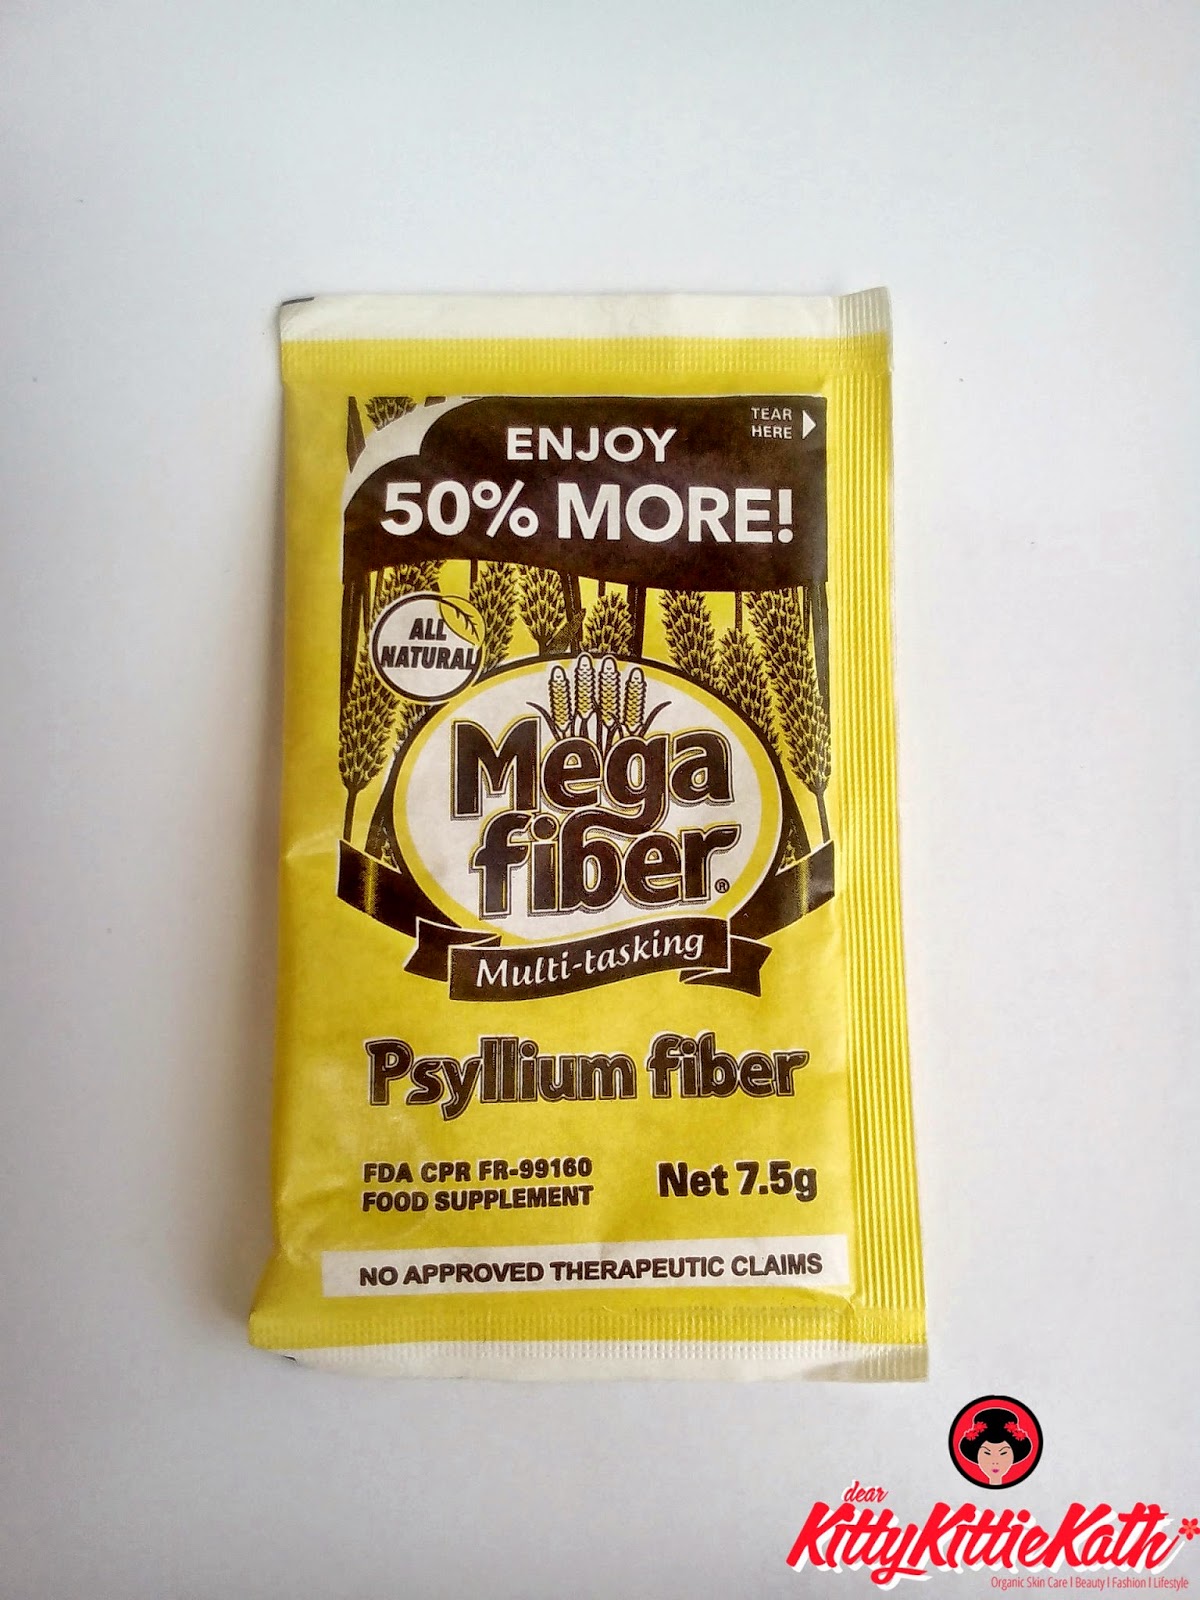 TEAR
HERE
ENJOY
50% MORE!
ALL
NATURAL
Mega
fiber®
Multi-tasking
Psyllium fiber
FDA CPR FR-99160
FOOD SUPPLEMENT
Net 7.5g
NO APPROVED THERAPEUTIC CLAIMS
dear
KittyKittieKath*
Organic Skin Care | Beauty | Fashion | Lifestyle